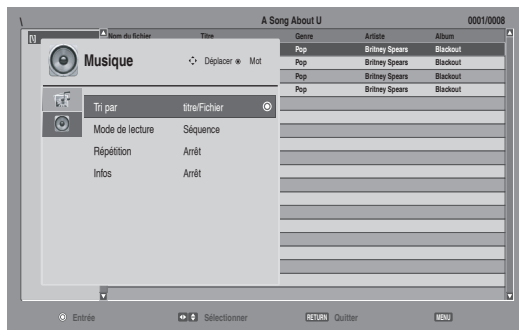 \ A Song About U 0001/0008
[\] Nom du fichier Titre Genre Artiste Album
Pop Britney Spears Blackout
Pop Britney Spears Blackout
Pop Britney Spears Blackout
Pop Britney Spears Blackout
Musique Déplacer Mot
Tri par titre/Fichier
Mode de lecture Séquence
Répétition Arrêt
Infos Arrêt
Entrée Sélectionner RETURN Quitter MENU